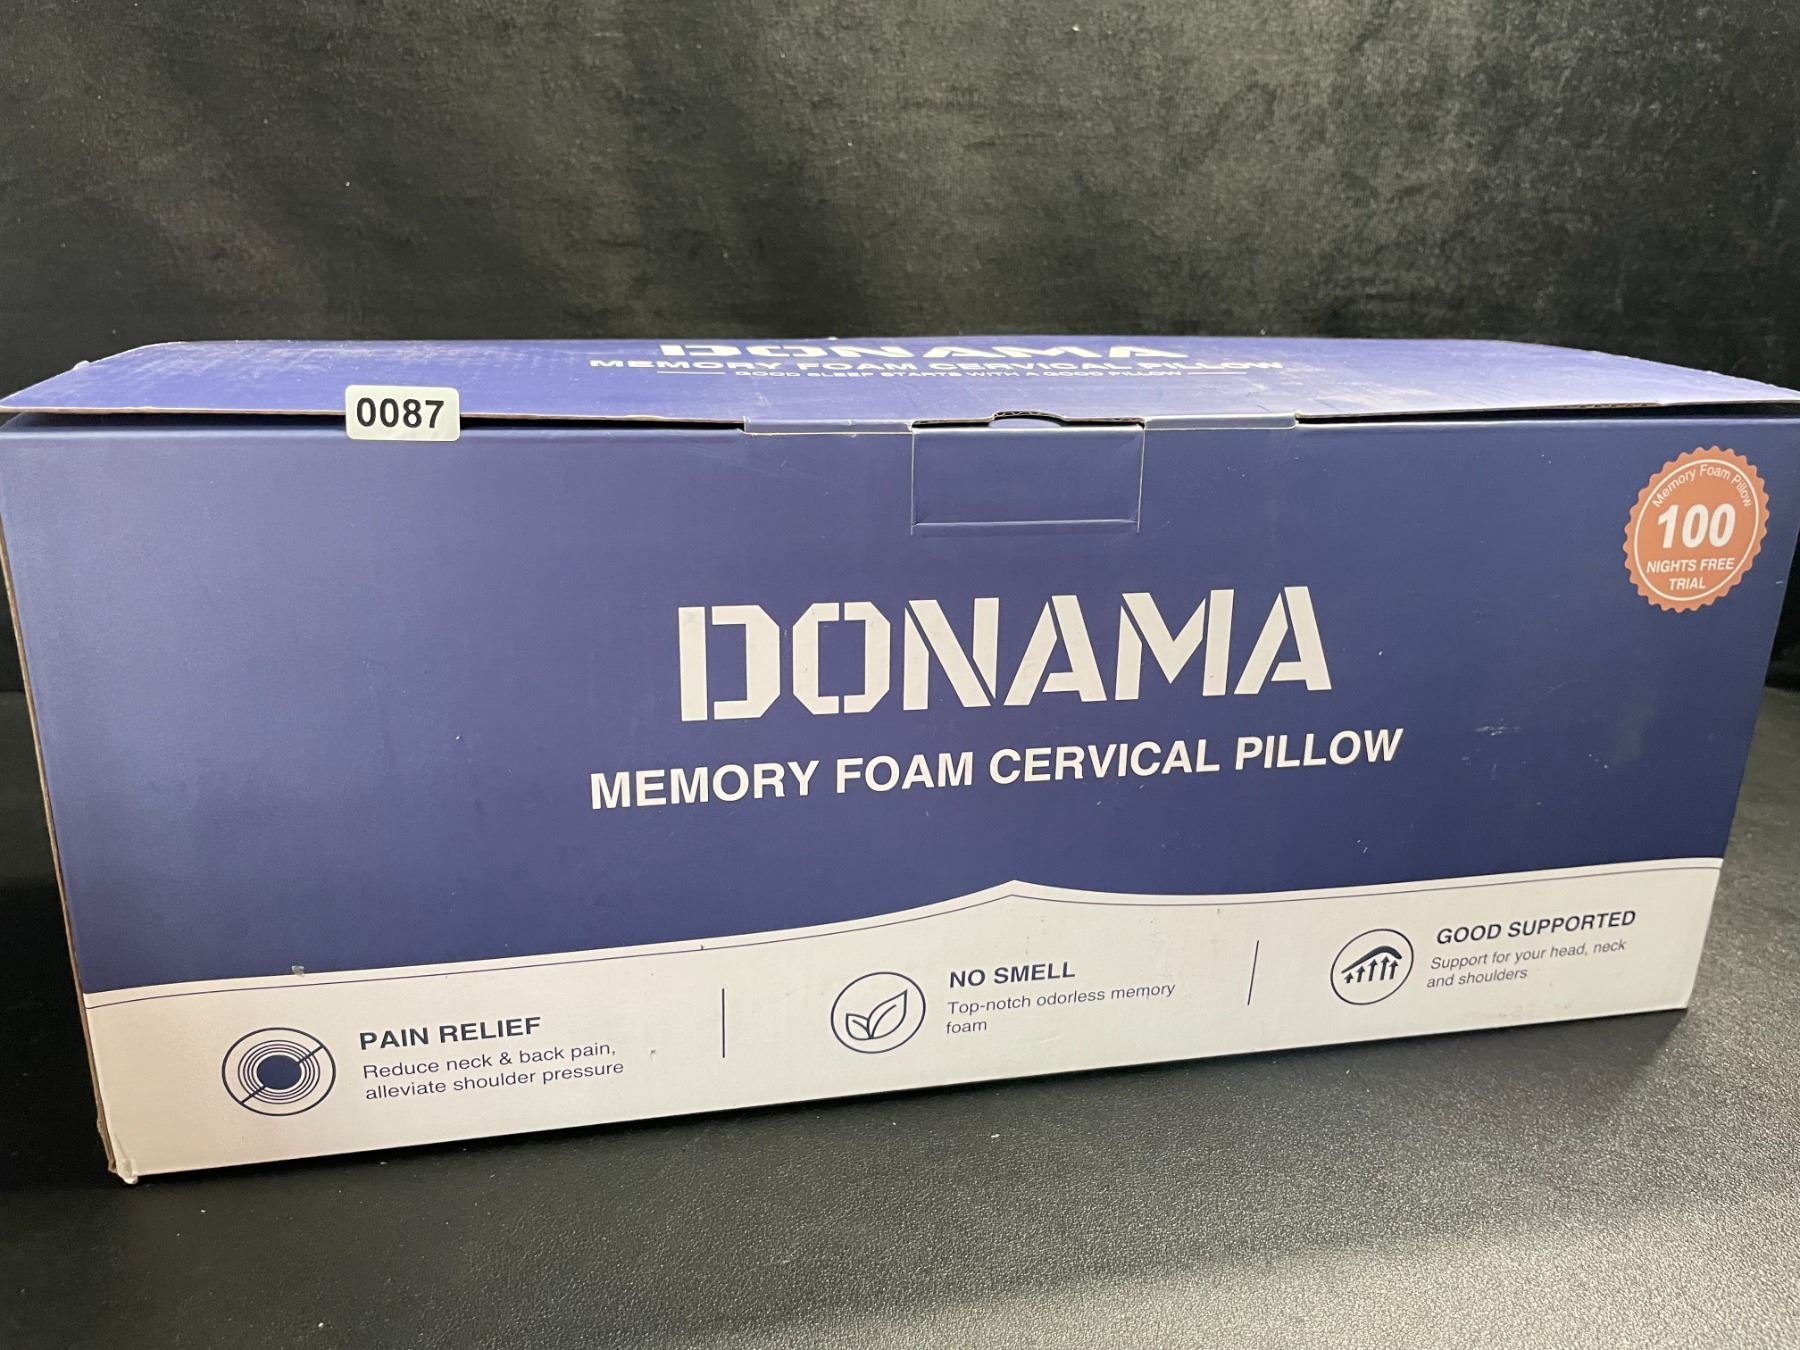 DONAMA
MEMORY FOAM CERVICAL PILLOW
GOOD SLEEP STARTS WITH A GOOD PILLOW
0087
Memory Foam Pillow
100
NIGHTS FREE
TRIAL
DONAMA
MEMORY FOAM CERVICAL PILLOW
PAIN RELIEF
Reduce neck & back pain,
alleviate shoulder pressure
NO SMELL
Top-notch odorless memory
foam
GOOD SUPPORTED
Support for your head, neck
and shoulders